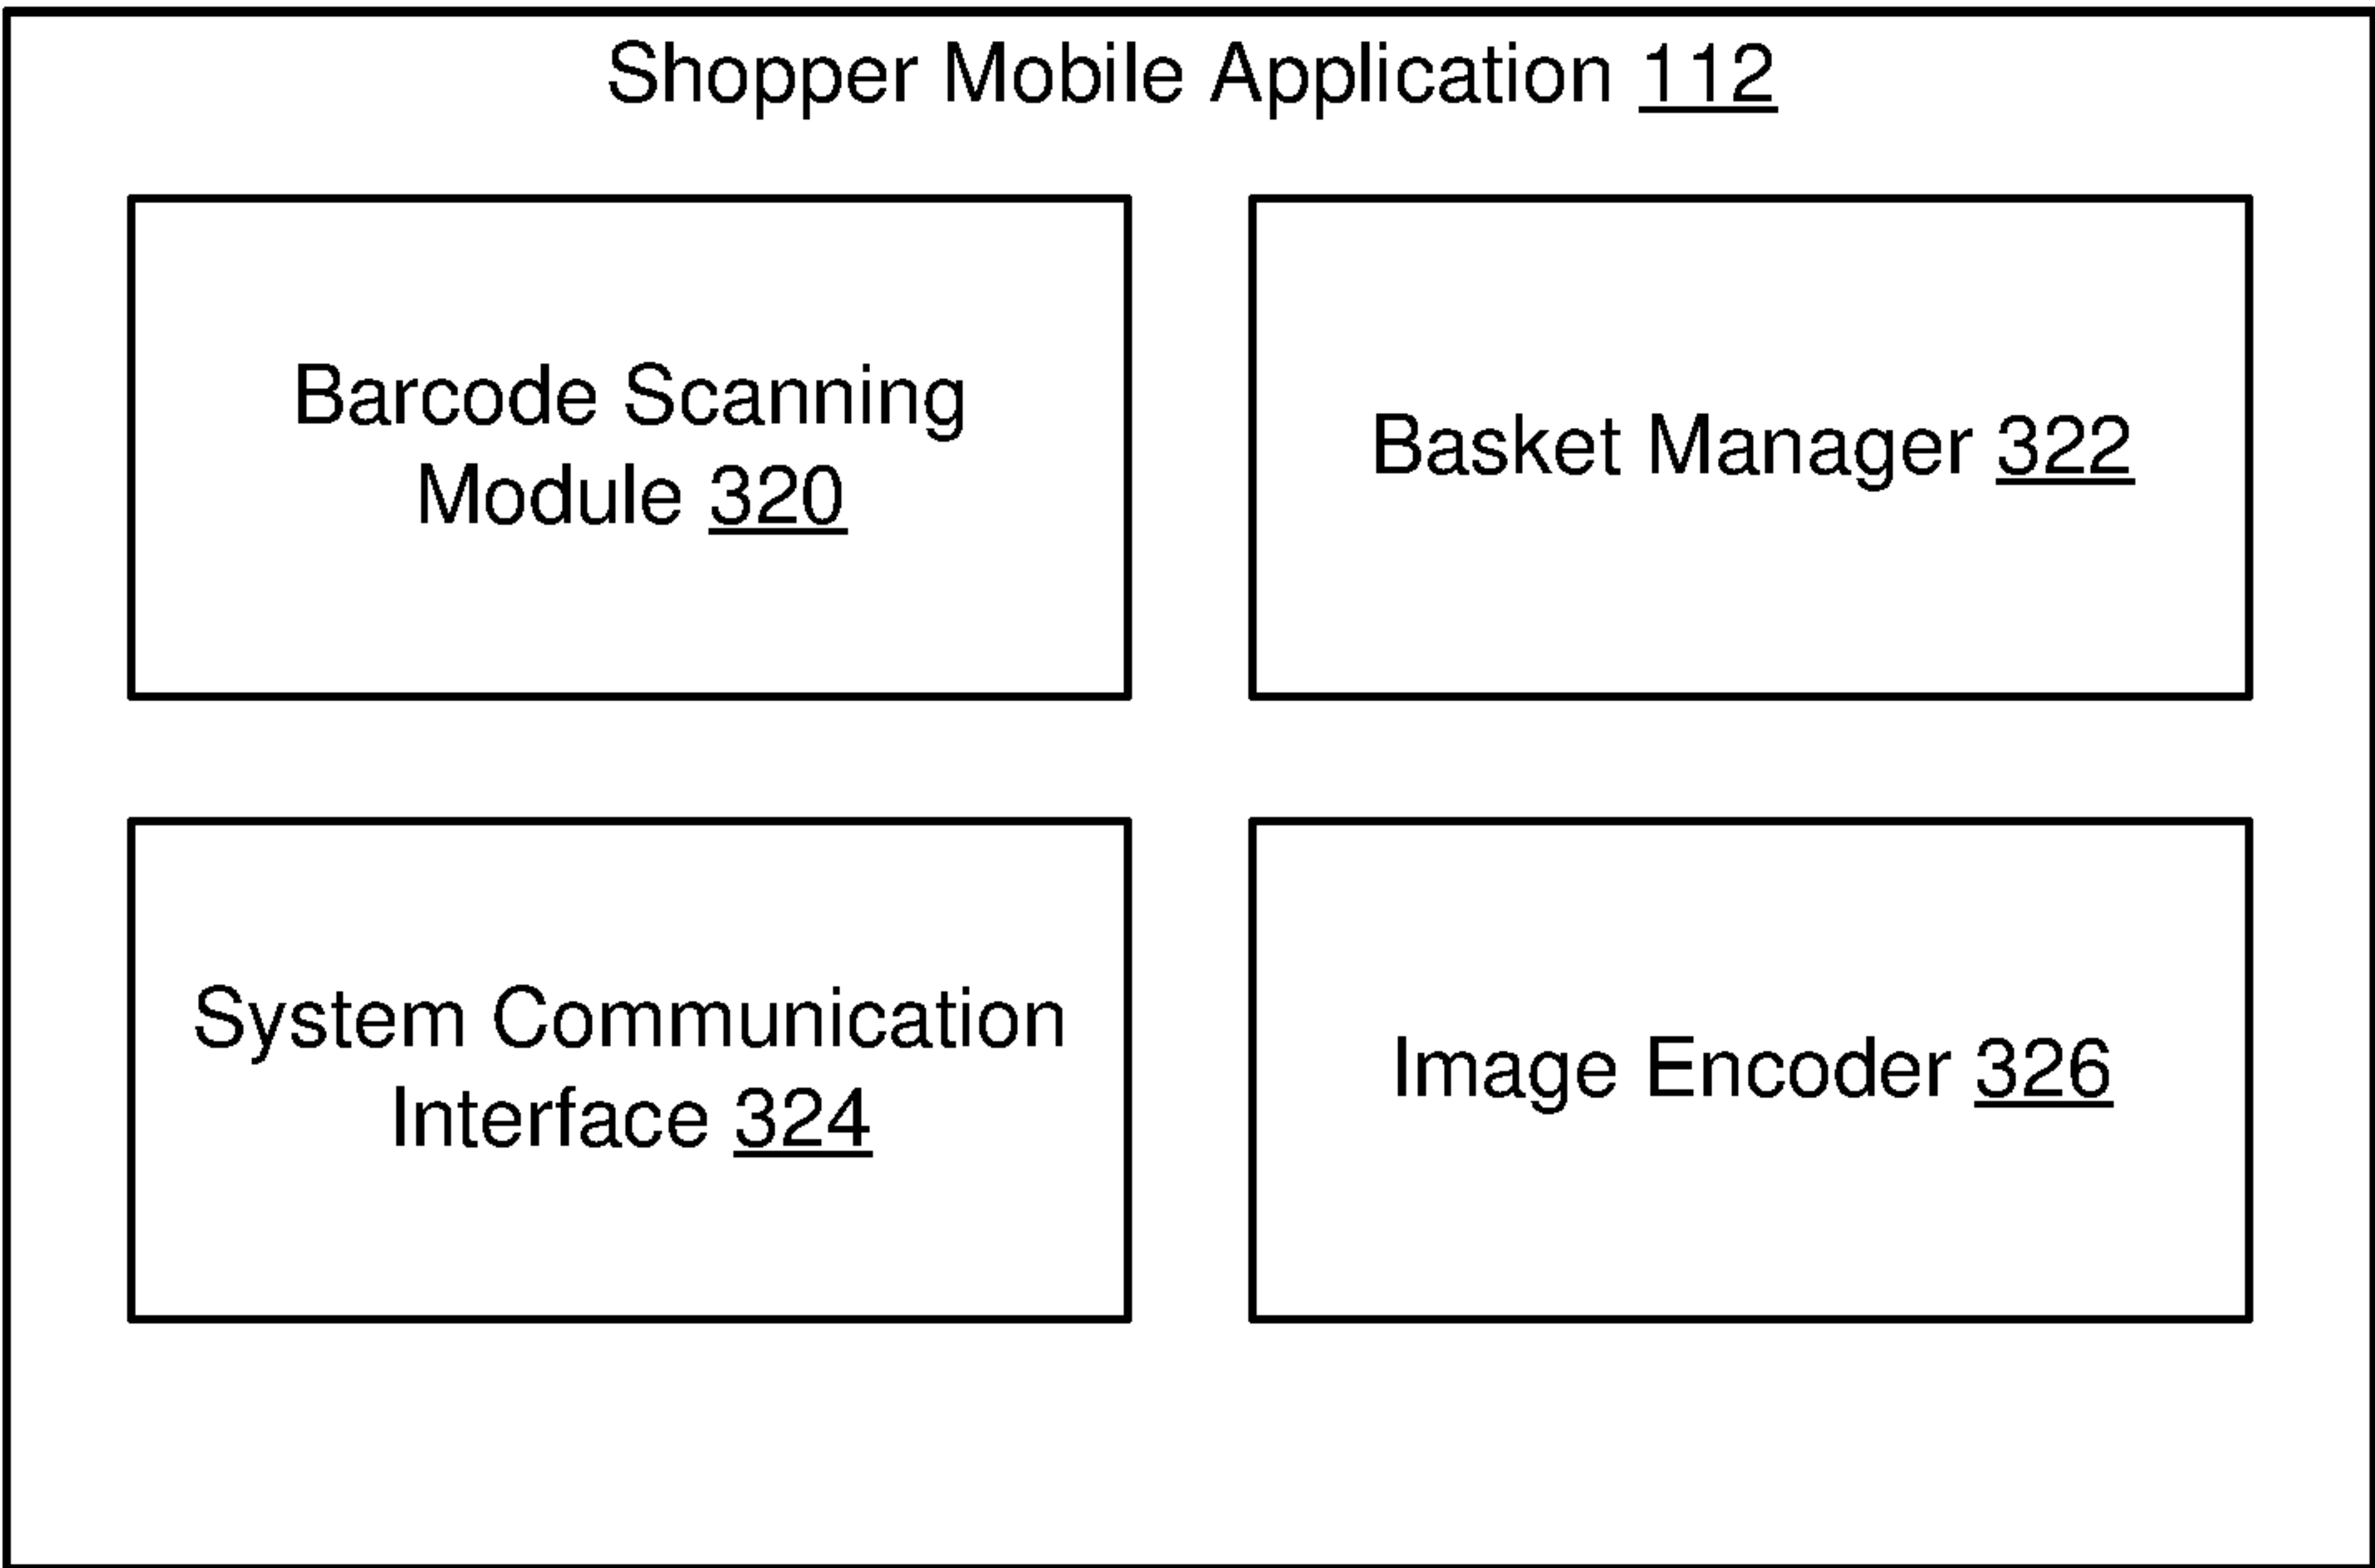 Shopper Mobile Application 112
Barcode Scanning
Module 320
Basket Manager 322
System Communication
Interface 324
Image Encoder 326